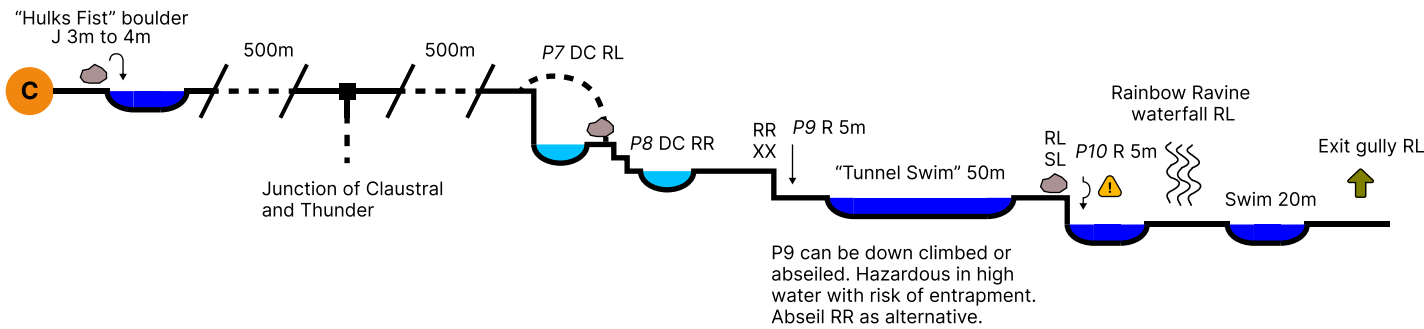 “Hulks Fist” boulder
J 3m to 4m
C
500m
500m
Junction of Claustral
and Thunder
P7 DC RL
P8 DC RR
RR
XX
P9 R 5m
“Tunnel Swim” 50m
P9 can be down climbed or
abseiled. Hazardous in high
water with risk of entrapment.
Abseil RR as alternative.
RL
SL
P10 R 5m
!
Rainbow Ravine
waterfall RL
Swim 20m
Exit gully RL